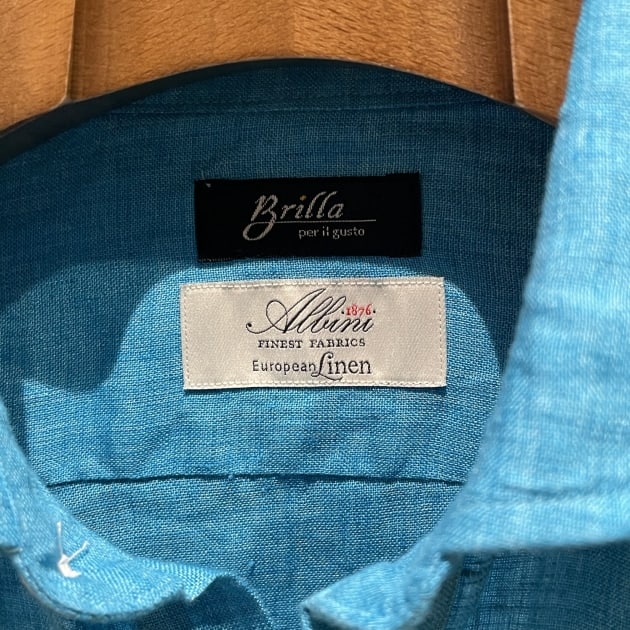 Brilla
per il gusto
Albini
·1876·
FINEST FABRICS
European Linen